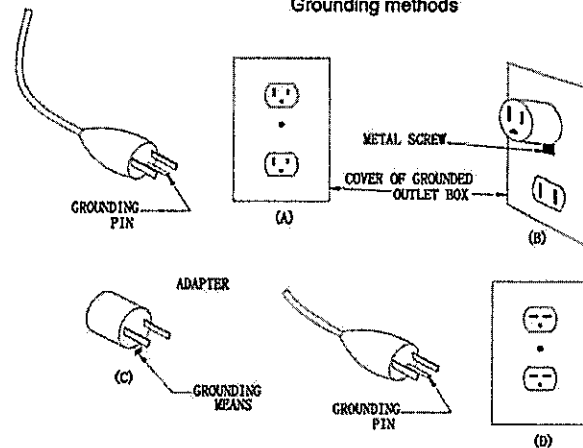 Grounding methods
METAL SCREW
COVER OF GROUNDED
OUTLET BOX
GROUNDING
PIN
(A)
(B)
ADAPTER
(C)
GROUNDING
MEANS
GROUNDING
PIN
(D)